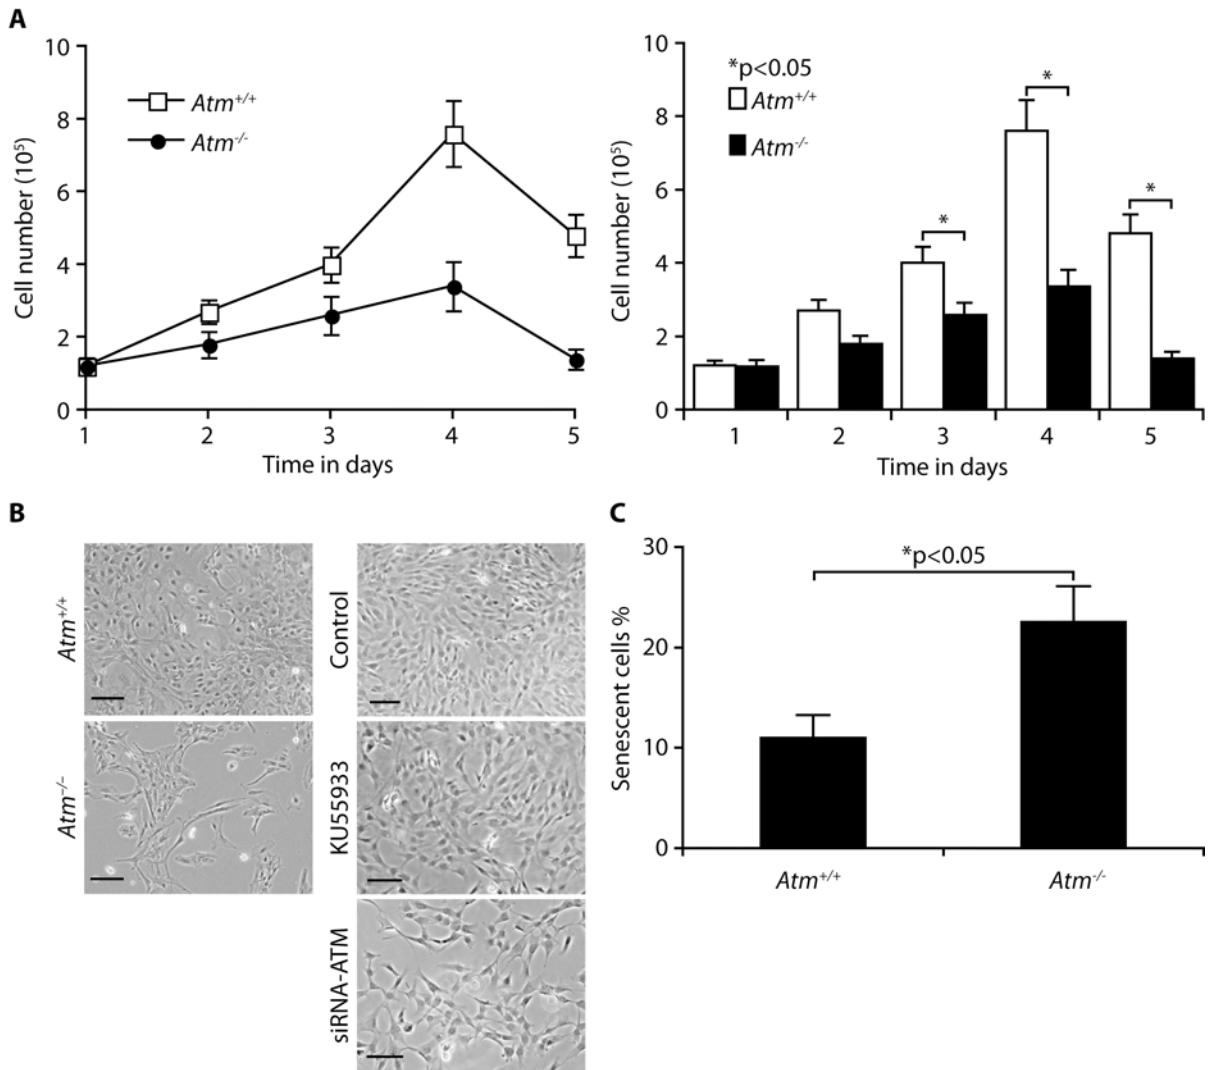 A
10
8
6
4
2
0
Cell number (10⁵)
Atm⁺/⁺
Atm⁻/⁻
1 2 3 4 5
Time in days
10
8
6
4
2
0
Cell number (10⁵)
*p<0.05
Atm⁺/⁺
Atm⁻/⁻
*
*
*
1 2 3 4 5
Time in days
B
Atm⁺/⁺
Atm⁻/⁻
Control
KU55933
siRNA-ATM
C
30
20
10
0
Senescent cells %
*p<0.05
Atm⁺/⁺ Atm⁻/⁻